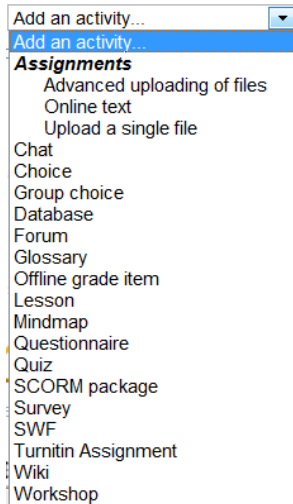 Add an activity...
Add an activity...
Assignments
Advanced uploading of files
Online text
Upload a single file
Chat
Choice
Group choice
Database
Forum
Glossary
Offline grade item
Lesson
Mindmap
Questionnaire
Quiz
SCORM package
Survey
SWF
Turnitin Assignment
Wiki
Workshop